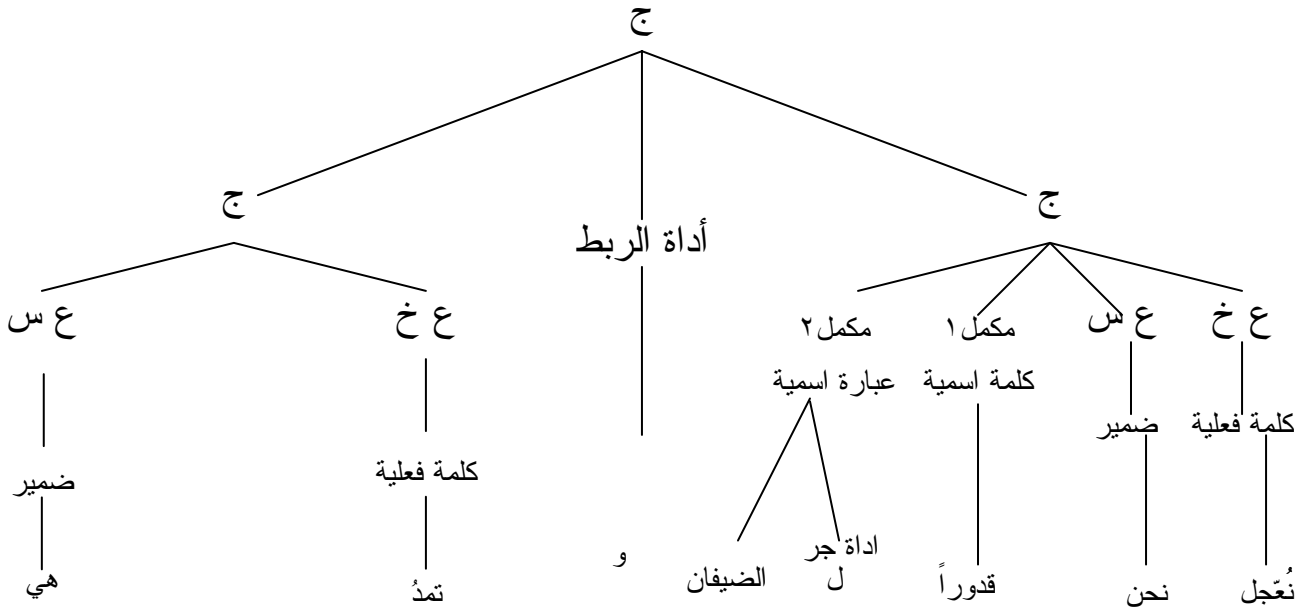 ج
ج
ج
أداة الربط
ع خ
ع س
مكمل١
مكمل٢
ع خ
ع س
كلمة اسمية
عبارة اسمية
كلمة فعلية
ضمير
كلمة فعلية
ضمير
اداة جر
نُعّجل
نحن
قدوراً
ل
الضيفان
و
تمدُ
هي